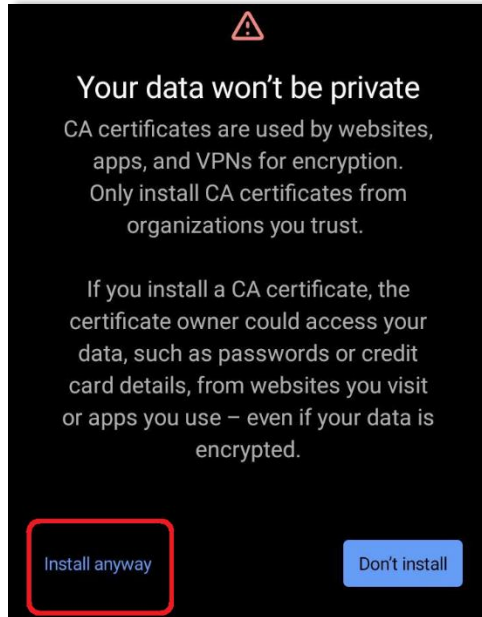 Your data won’t be private
CA certificates are used by websites,
apps, and VPNs for encryption.
Only install CA certificates from
organizations you trust.
If you install a CA certificate, the
certificate owner could access your
data, such as passwords or credit
card details, from websites you visit
or apps you use – even if your data is
encrypted.
Install anyway
Don’t install